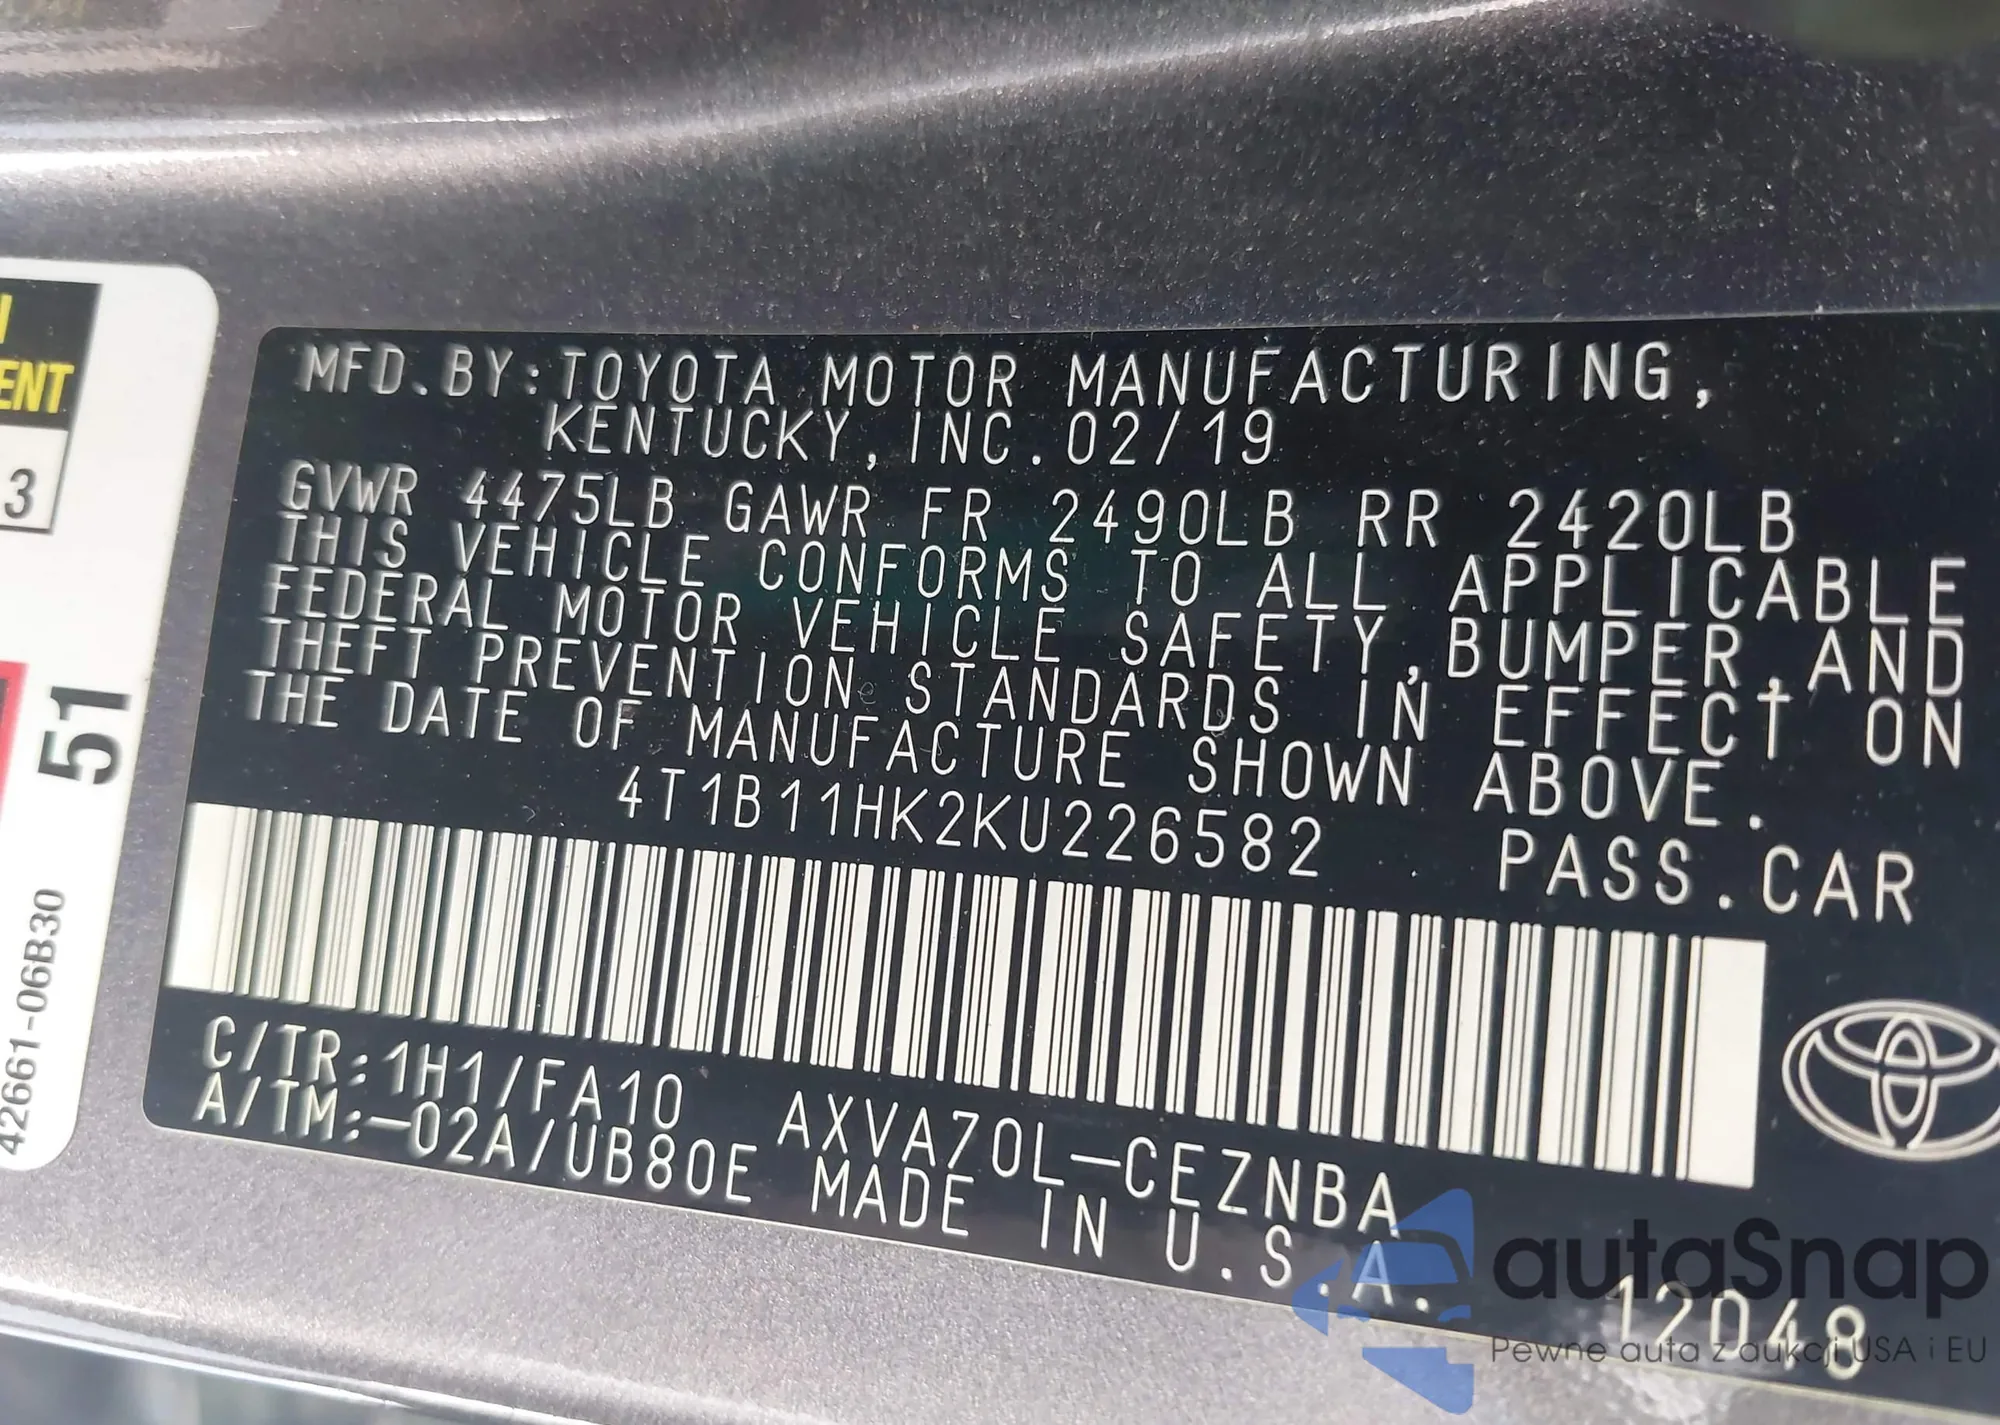 MFD.BY:TOYOTA MOTOR MANUFACTURING,
KENTUCKY, INC. 02/19
GVWR 4475LB GAWR FR 2490LB RR 2420LB
THIS VEHICLE CONFORMS TO ALL APPLICABLE
FEDERAL MOTOR VEHICLE SAFETY,BUMPER,AND
THEFT PREVENTION STANDARDS IN EFFECT ON
THE DATE OF MANUFACTURE SHOWN ABOVE.
4T1B11HK2KU226582 PASS.CAR
C/TR:1H1/FA10 AXVA70L-CEZNBA
A/TM:-02A/UB80E MADE IN U.S.A.
12048
ENT
3
51
42661-06B30
autaSnap
Pewne auta z aukcji USA i EU